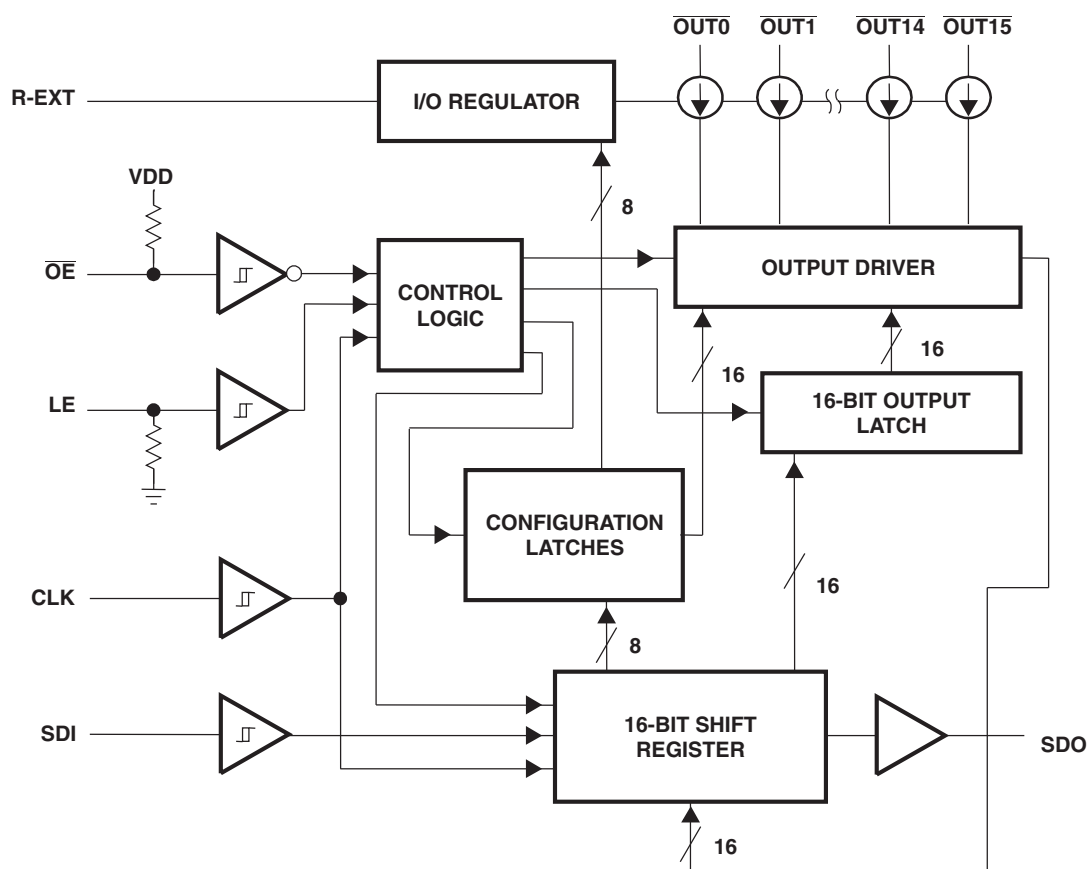 OUT0 OUT1 OUT14 OUT15
R-EXT
I/O REGULATOR
VDD
8
OE
CONTROL
LOGIC
OUTPUT DRIVER
16
16
LE
16-BIT OUTPUT
LATCH
CONFIGURATION
LATCHES
16
CLK
8
SDI
16-BIT SHIFT
REGISTER
SDO
16